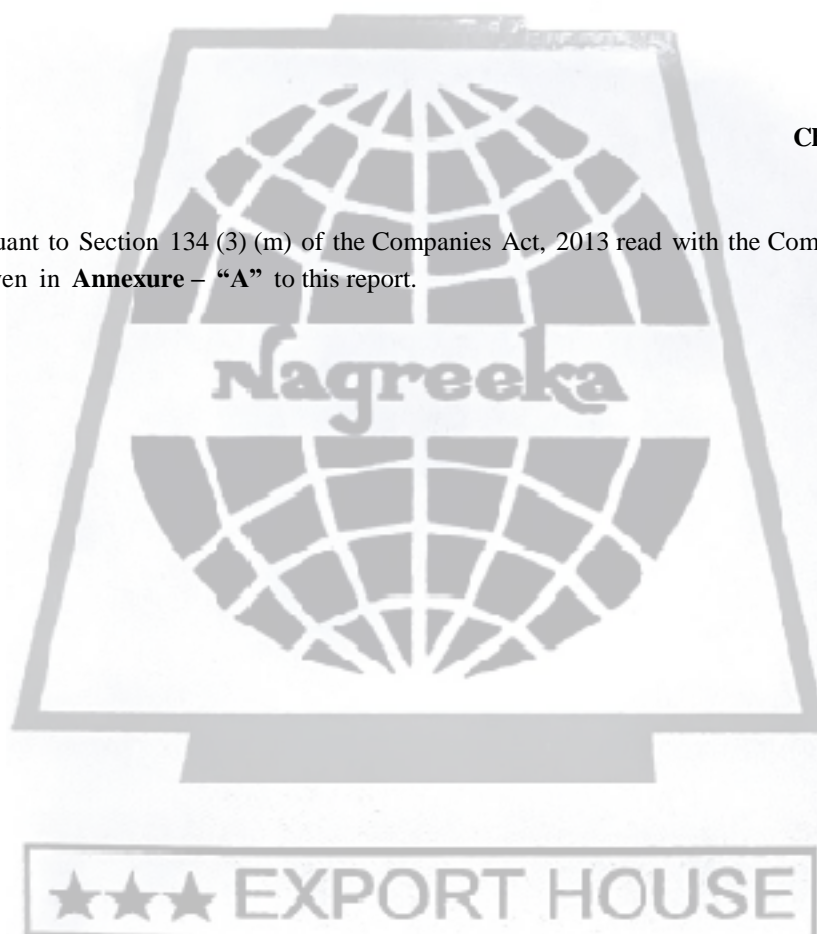 uant to Section 134 (3) (m) of the Companies Act, 2013 read with the Com
en in Annexure – “A” to this report.
Nagreeka
★★★ EXPORT HOUSE